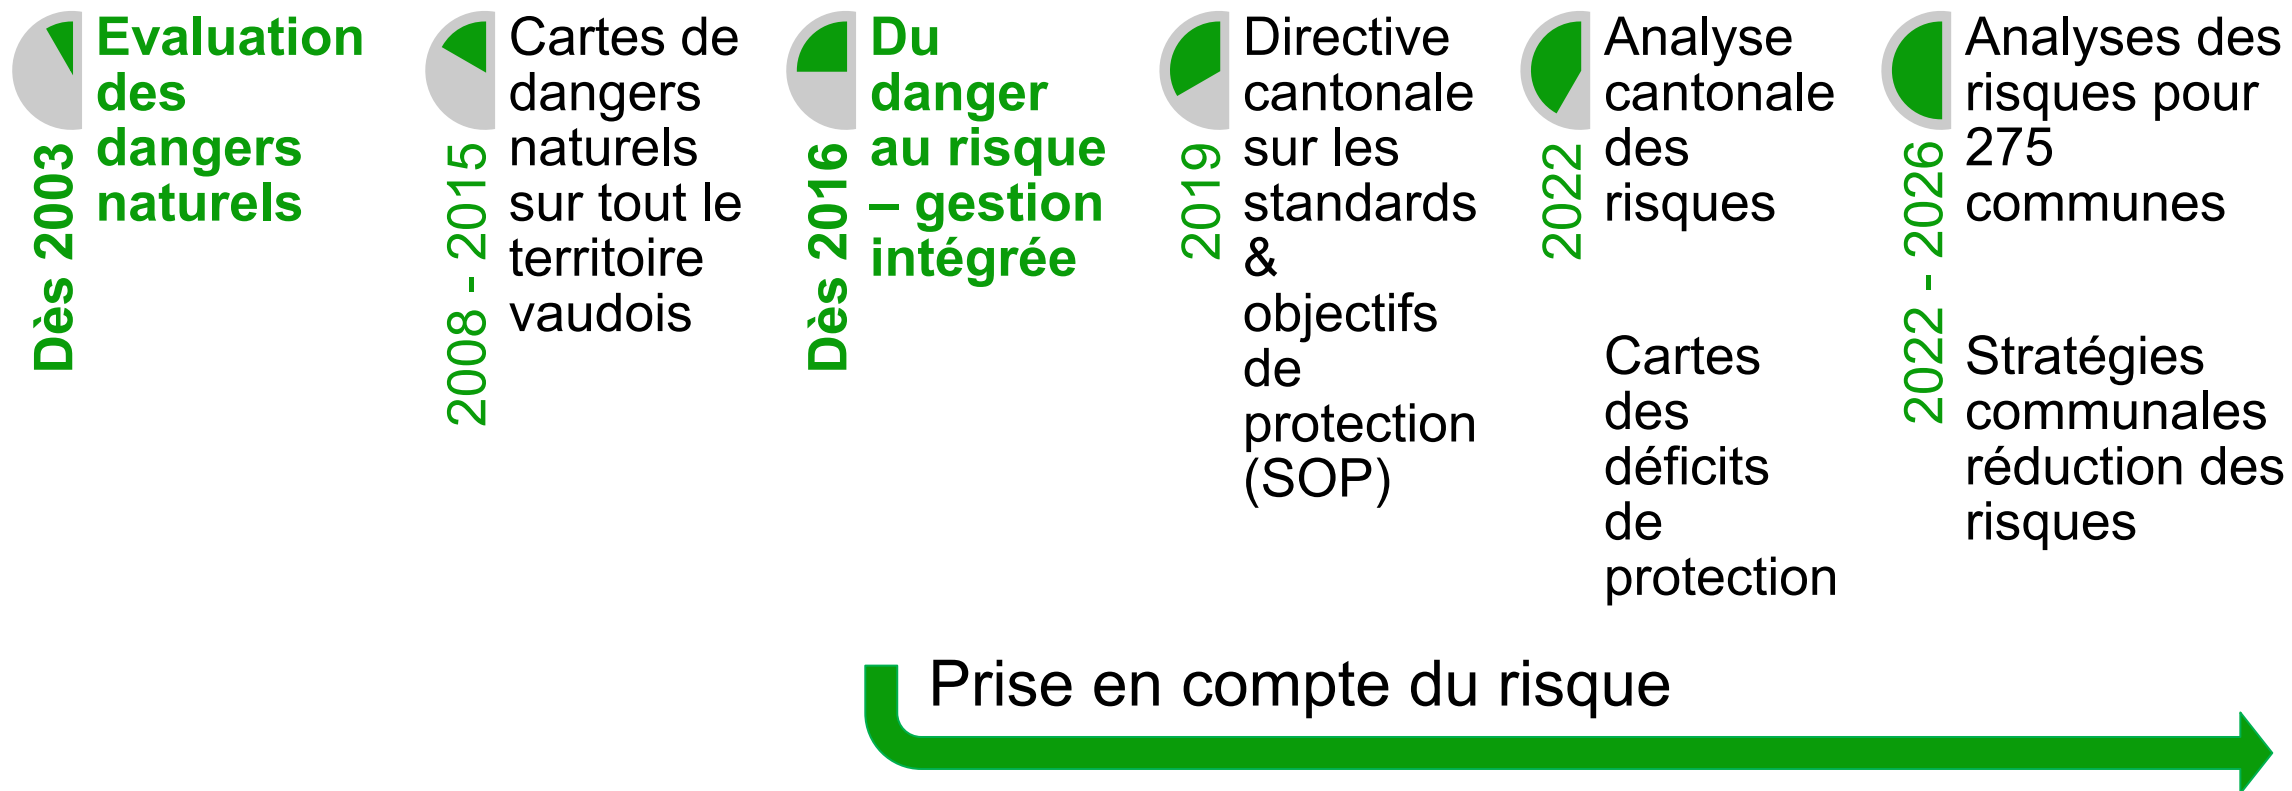 Dès 2003
Evaluation
des
dangers
naturels
2008 - 2015
Cartes de
dangers
naturels
sur tout le
territoire
vaudois
Dès 2016
Du
danger
au risque
– gestion
intégrée
2019
Directive
cantonale
sur les
standards
&
objectifs
de
protection
(SOP)
2022
Analyse
cantonale
des
risques
Cartes
des
déficits
de
protection
2022 - 2026
Analyses des
risques pour
275
communes
Stratégies
communales
réduction des
risques
Prise en compte du risque